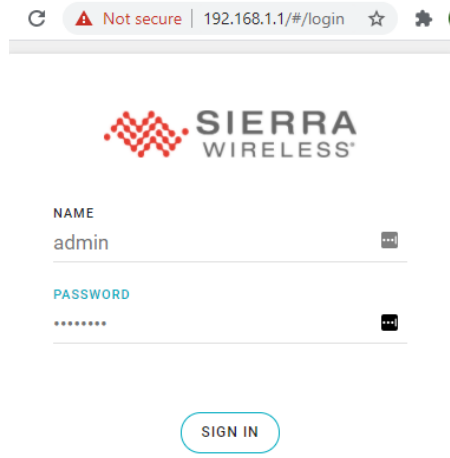 Not secure | 192.168.1.1/#/login
SIERRA
WIRELESS®
NAME
admin
PASSWORD
••••••••
SIGN IN